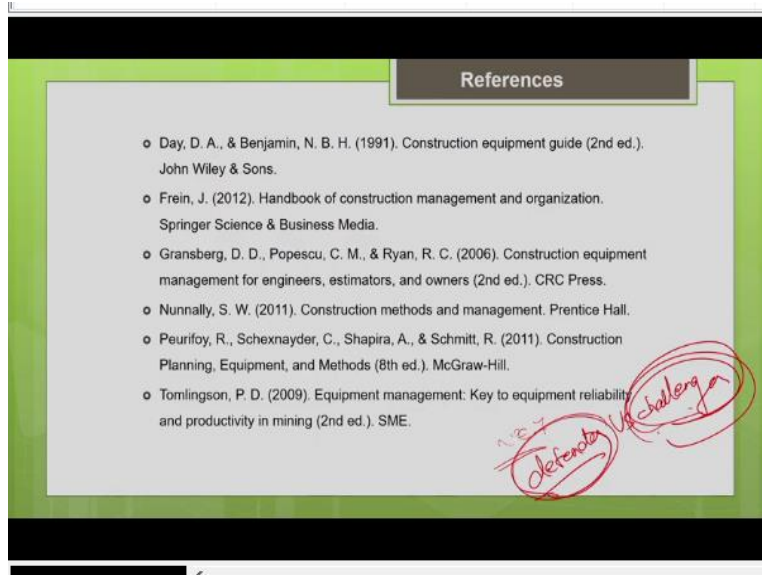 References
Day, D. A., & Benjamin, N. B. H. (1991). Construction equipment guide (2nd ed.).
John Wiley & Sons.
Frein, J. (2012). Handbook of construction management and organization.
Springer Science & Business Media.
Gransberg, D. D., Popescu, C. M., & Ryan, R. C. (2006). Construction equipment
management for engineers, estimators, and owners (2nd ed.). CRC Press.
Nunnally, S. W. (2011). Construction methods and management. Prentice Hall.
Peurifoy, R., Schexnayder, C., Shapira, A., & Schmitt, R. (2011). Construction
Planning, Equipment, and Methods (8th ed.). McGraw-Hill.
Tomlingson, P. D. (2009). Equipment management: Key to equipment reliability
and productivity in mining (2nd ed.). SME.
defender Vs challenger